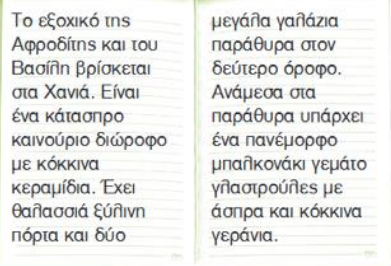 Το εξοχικό της
Αφροδίτης και του
Βασίλη βρίσκεται
στα Χανιά. Είναι
ένα κάτασπρο
καινούριο διώροφο
με κόκκινα
κεραμίδια. Έχει
θαλασσιά ξύλινη
πόρτα και δύο
μεγάλα γαλάζια
παράθυρα στον
δεύτερο όροφο.
Ανάμεσα στα
παράθυρα υπάρχει
ένα πανέμορφο
μπαλκονάκι γεμάτο
γλαστρούλες με
άσπρα και κόκκινα
γεράνια.